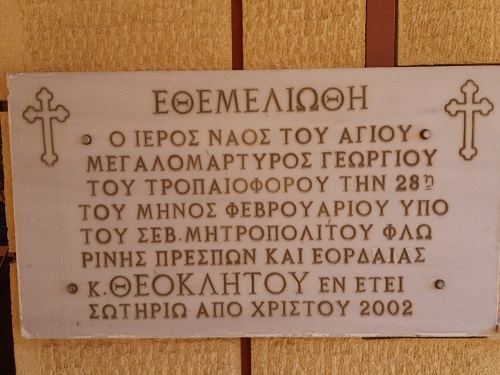 ΕΘΕΜΕΛΙΩΘΗ
Ο ΙΕΡΟΣ ΝΑΟΣ ΤΟΥ ΑΓΙΟΥ
ΜΕΓΑΛΟΜΑΡΤΥΡΟΣ ΓΕΩΡΓΙΟΥ
ΤΟΥ ΤΡΟΠΑΙΟΦΟΡΟΥ ΤΗΝ 28η
ΤΟΥ ΜΗΝΟΣ ΦΕΒΡΟΥΑΡΙΟΥ ΥΠΟ
ΤΟΥ ΣΕΒ. ΜΗΤΡΟΠΟΛΙΤΟΥ ΦΛΩ
ΡΙΝΗΣ ΠΡΕΣΠΩΝ ΚΑΙ ΕΟΡΔΑΙΑΣ
Κ. ΘΕΟΚΛΗΤΟΥ ΕΝ ΕΤΕΙ
ΣΩΤΗΡΙΩ ΑΠΟ ΧΡΙΣΤΟΥ 2002